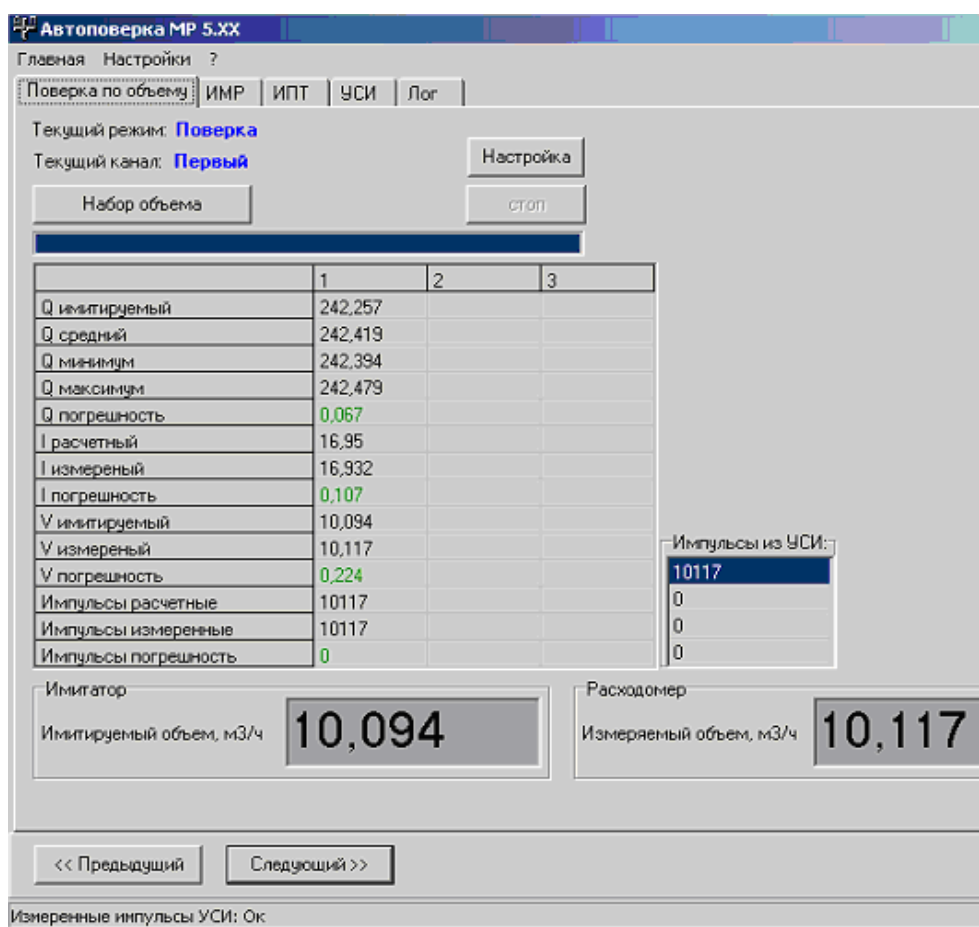 Автоповерка МР 5.XX
Главная Настройки ?
Поверка по объему ИМР ИПТ УСИ Лог
Текущий режим: Поверка
Текущий канал: Первый
Настройка
Набор объема стоп
1 2 3
Q имитируемый 242,257
Q средний 242,419
Q минимум 242,394
Q максимум 242,479
Q погрешность 0,067
I расчетный 16,95
I измереный 16,932
I погрешность 0,107
V имитируемый 10,094
V измереный 10,117
V погрешность 0,224
Импульсы расчетные 10117
Импульсы измеренные 10117
Импульсы погрешность 0
Импульсы из УСИ:
10117
0
0
0
Имитатор
Имитируемый объем, м3/ч 10,094
Расходомер
Измеряемый объем, м3/ч 10,117
<< Предыдущий Следующий >>
Измеренные импульсы УСИ: Ок